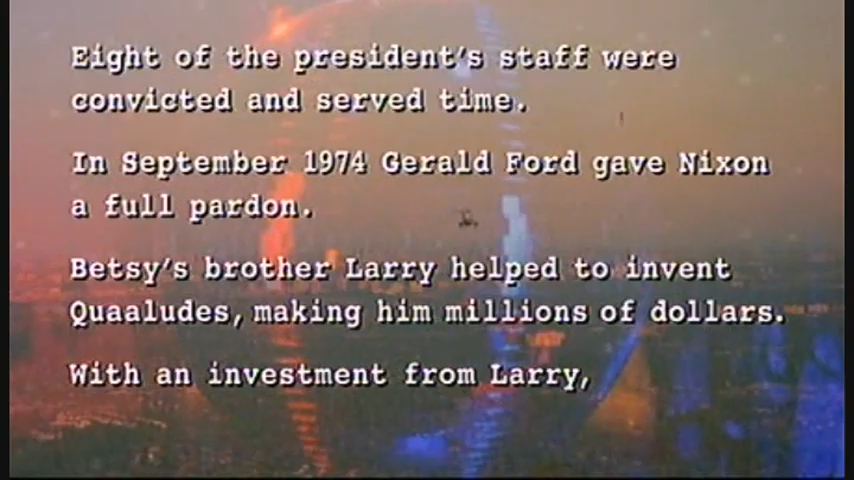 Eight of the president's staff were
convicted and served time.
In September 1974 Gerald Ford gave Nixon
a full pardon.
Betsy's brother Larry helped to invent
Quaaludes, making him millions of dollars.
With an investment from Larry,